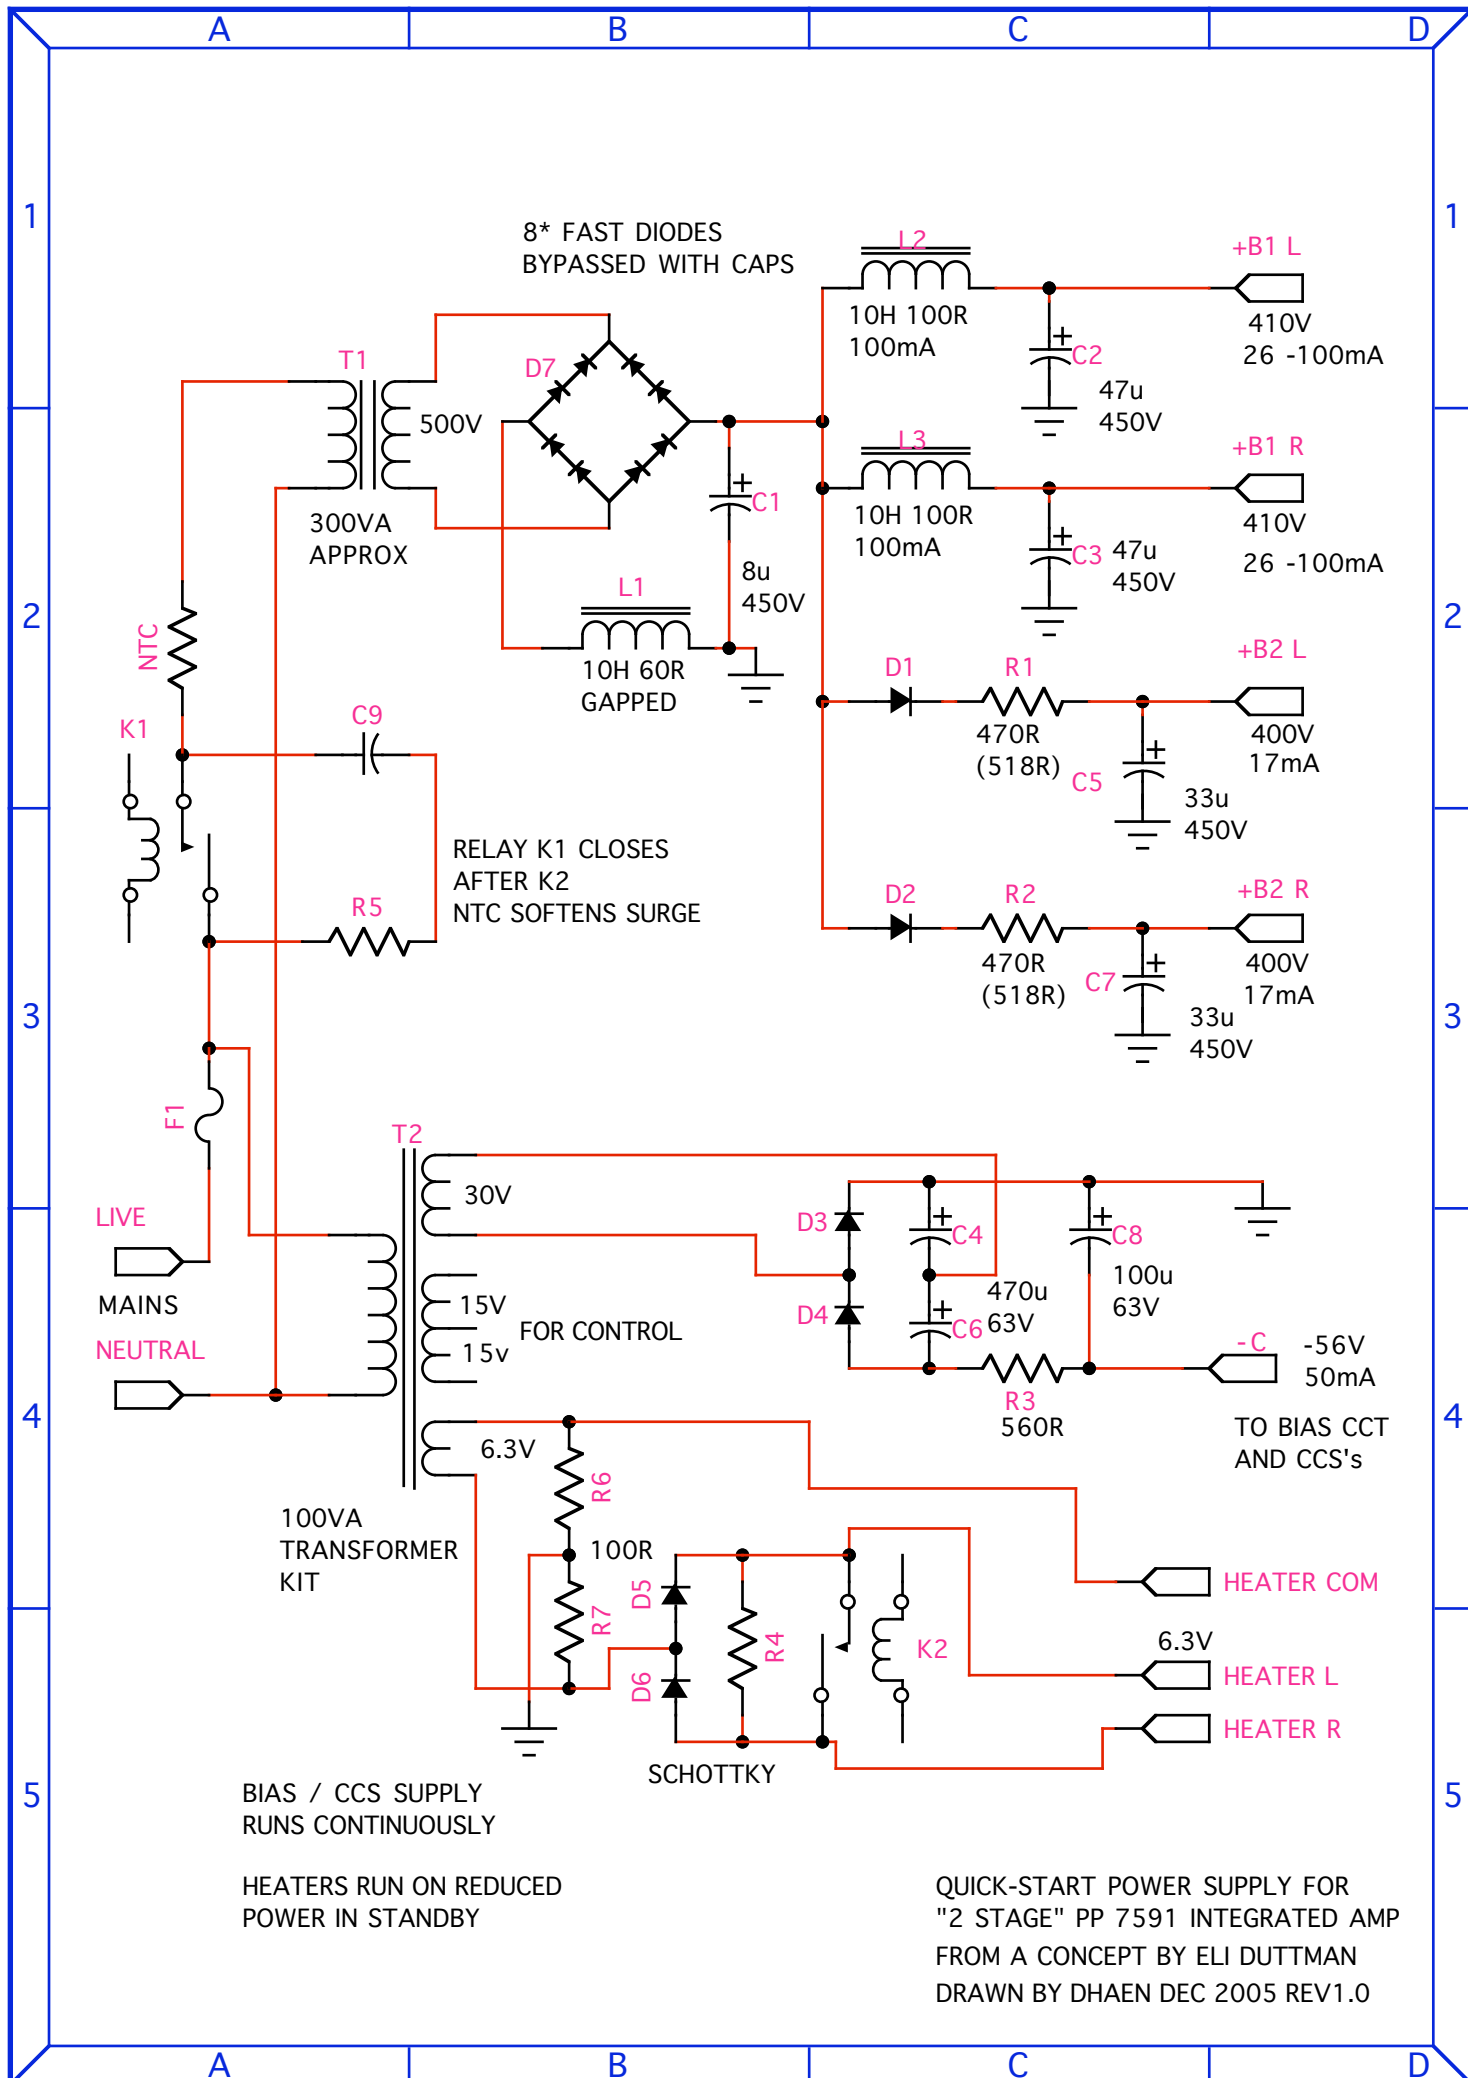 A
B
C
D
1
1
8* FAST DIODES
BYPASSED WITH CAPS
L2
+B1 L
10H 100R
100mA
410V
26 -100mA
C2
47u
450V
T1
D7
500V
300VA
APPROX
C1
8u
450V
L3
+B1 R
10H 100R
100mA
410V
26 -100mA
C3
47u
450V
2
2
NTC
L1
10H 60R
GAPPED
K1
C9
D1
R1
+B2 L
470R
(518R)
400V
17mA
C5
33u
450V
RELAY K1 CLOSES
AFTER K2
NTC SOFTENS SURGE
R5
D2
R2
+B2 R
470R
(518R)
400V
17mA
C7
33u
450V
3
3
F1
T2
30V
LIVE
MAINS
NEUTRAL
15V
15v
FOR CONTROL
D3
C4
C8
470u
63V
100u
63V
D4
C6
R3
560R
-C
-56V
50mA
TO BIAS CCT
AND CCS's
4
4
6.3V
R6
100VA
TRANSFORMER
KIT
100R
R7
D5
D6
R4
K2
SCHOTTKY
HEATER COM
6.3V
HEATER L
HEATER R
5
5
BIAS / CCS SUPPLY
RUNS CONTINUOUSLY
HEATERS RUN ON REDUCED
POWER IN STANDBY
QUICK-START POWER SUPPLY FOR
"2 STAGE" PP 7591 INTEGRATED AMP
FROM A CONCEPT BY ELI DUTTMAN
DRAWN BY DHAEN DEC 2005 REV1.0
A
B
C
D